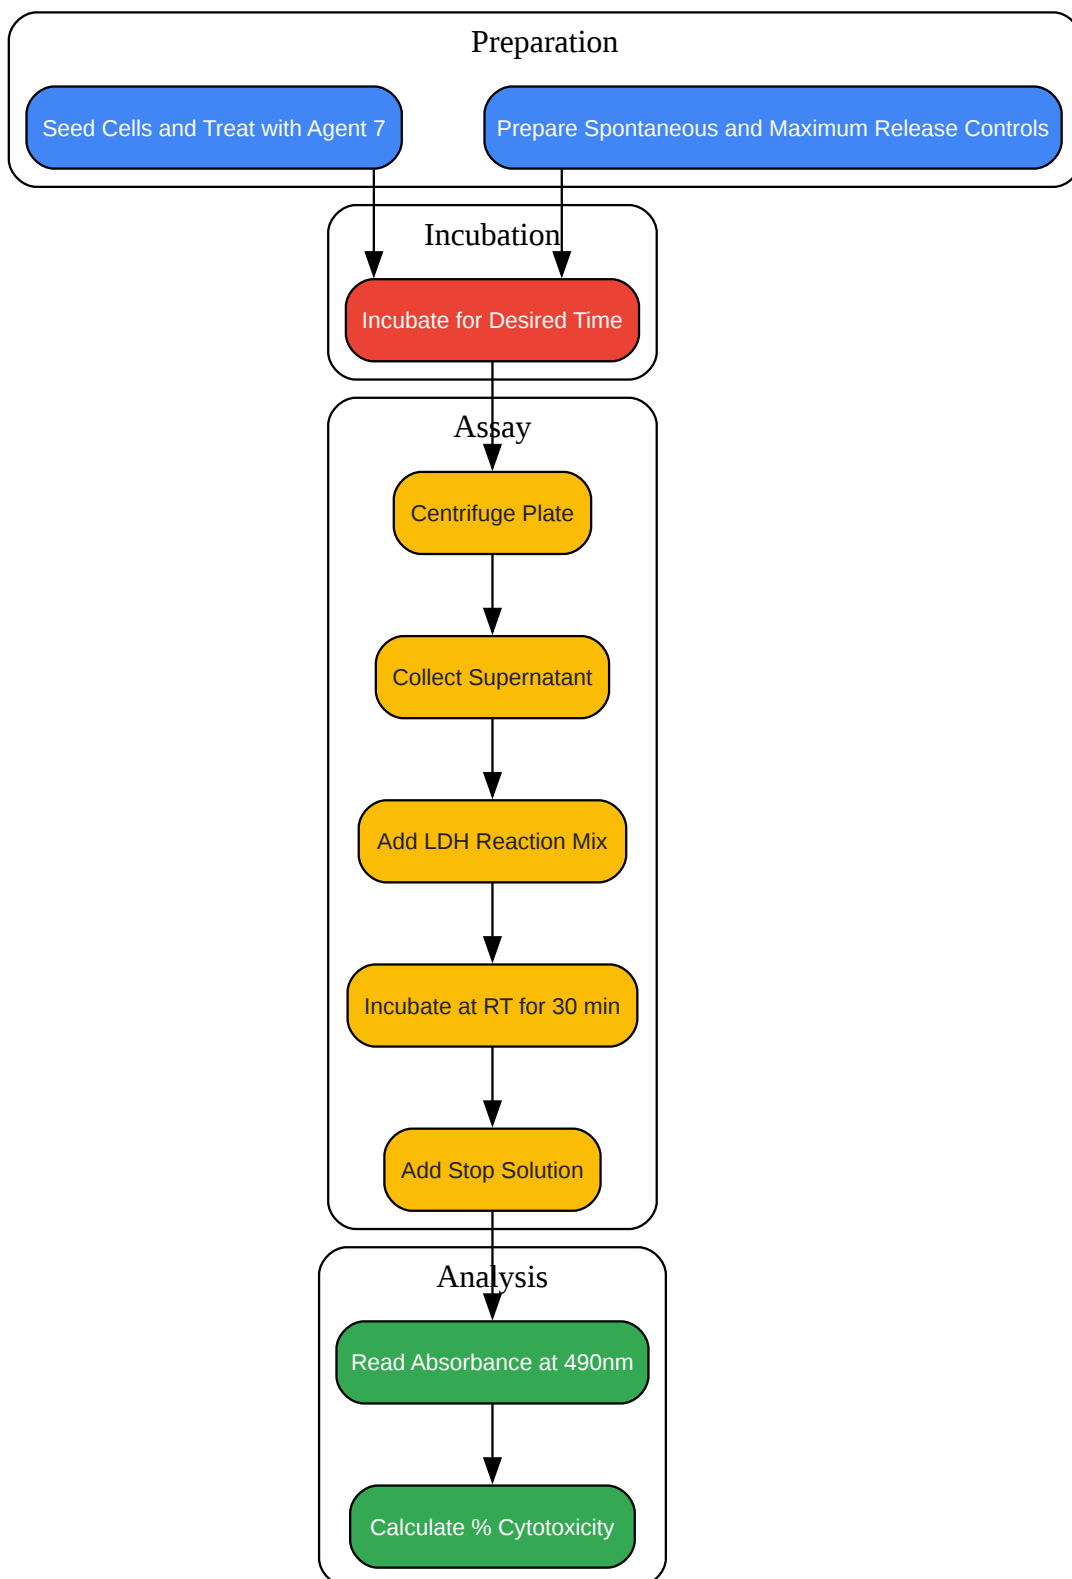 Preparation
Seed Cells and Treat with Agent 7
Prepare Spontaneous and Maximum Release Controls
Incubation
Incubate for Desired Time
Assay
Centrifuge Plate
Collect Supernatant
Add LDH Reaction Mix
Incubate at RT for 30 min
Add Stop Solution
Analysis
Read Absorbance at 490nm
Calculate % Cytotoxicity